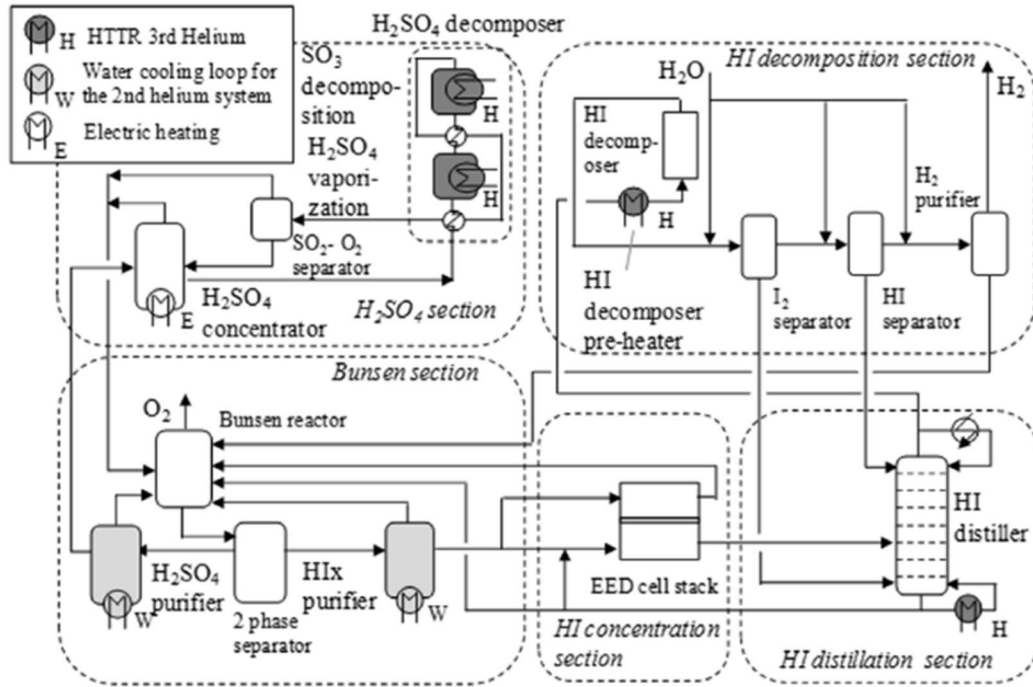 H HTTR 3rd Helium
Water cooling loop for
W the 2nd helium system
Electric heating
E
H₂SO₄ decomposer
SO₃
decompo-
sition
H₂SO₄
vapori-
zation
H
H
SO₂- O₂
separator
H₂SO₄
concentrator
E
H₂SO₄ section
HI decomposition section
H₂O
H₂
HI
decomp-
oser
H
HI
decomposer
pre-heater
H₂
purifier
I₂
separator
HI
separator
Bunsen section
O₂
Bunsen reactor
H₂SO₄
purifier
W
2 phase
separator
HIx
purifier
W
EED cell stack
HI concentration
section
HI
distiller
H
HI distillation section